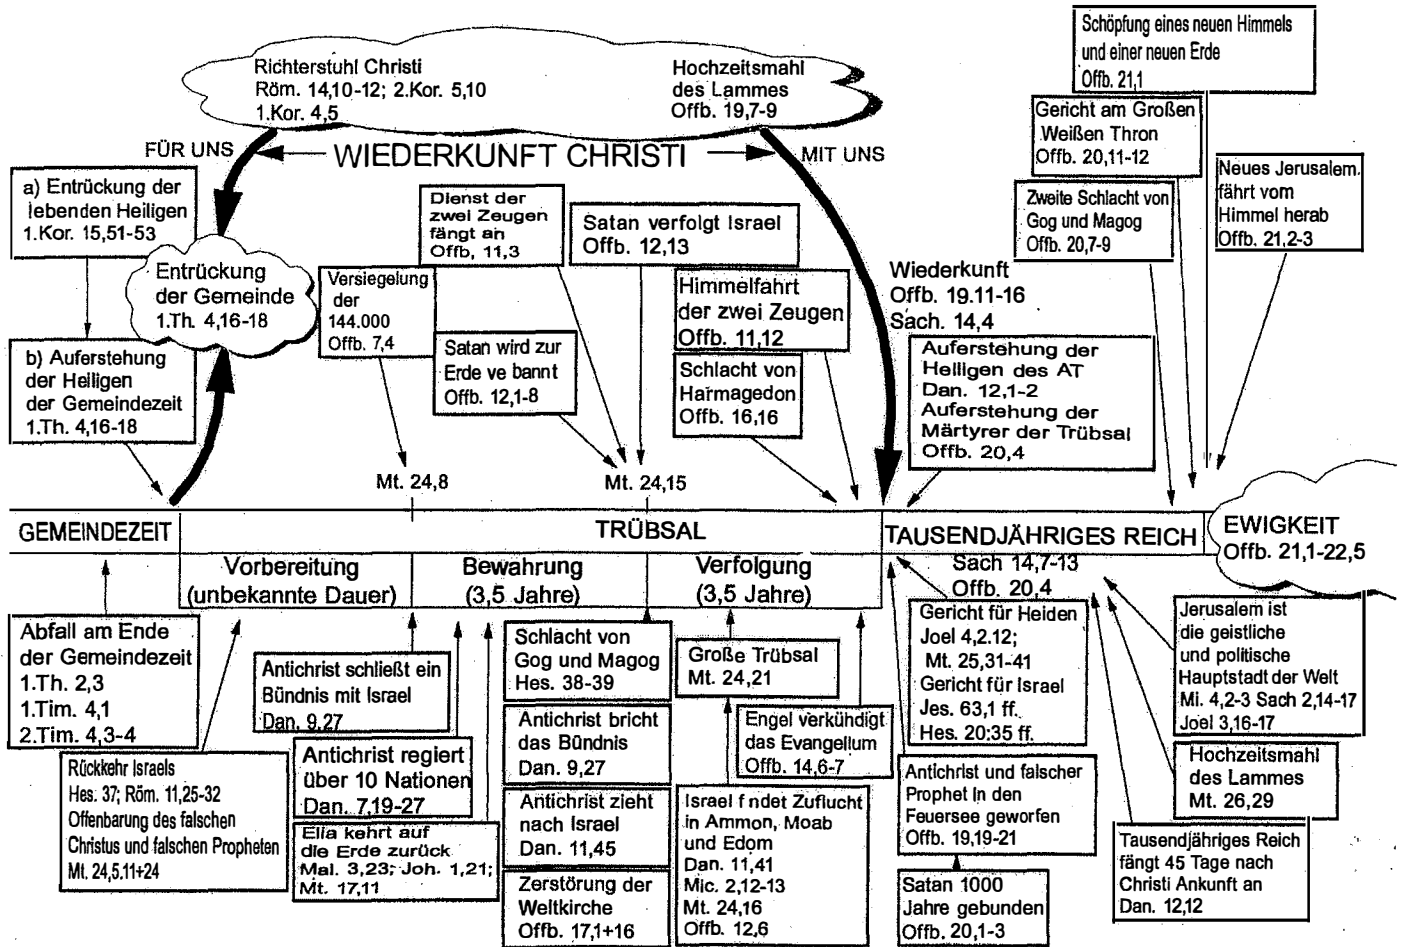 Schöpfung eines neuen Himmels
und einer neuen Erde
Offb. 21,1
Richterstuhl Christi
Röm. 14,10-12; 2.Kor. 5,10
1.Kor. 4,5
Hochzeitsmahl
des Lammes
Offb. 19,7-9
Gericht am Großen
Weißen Thron
Offb. 20,11-12
FÜR UNS
WIEDERKUNFT CHRISTI
MIT UNS
a) Entrückung der
lebenden Heiligen
1.Kor. 15,51-53
Entrückung
der Gemeinde
1.Th. 4,16-18
b) Auferstehung
der Heiligen
der Gemeindezeit
1.Th. 4,16-18
Versiegelung
der
144.000
Offb. 7,4
Dienst der
zwei Zeugen
fängt an
Offb, 11,3
Satan wird zur
Erde ve bannt
Offb. 12,1-8
Satan verfolgt Israel
Offb. 12,13
Himmelfahrt
der zwei Zeugen
Offb. 11,12
Schlacht von
Harmagedon
Offb. 16,16
Wiederkunft
Offb. 19.11-16
Sach. 14,4
Auferstehung der
Heiligen des AT
Dan. 12,1-2
Auferstehung der
Märtyrer der Trübsal
Offb. 20,4
Zweite Schlacht von
Gog und Magog
Offb. 20,7-9
Neues Jerusalem
fährt vom
Himmel herab
Offb. 21,2-3
Mt. 24,8
Mt. 24,15
GEMEINDEZEIT
TRÜBSAL
TAUSENDJÄHRIGES REICH
Sach 14,7-13
Offb. 20,4
EWIGKEIT
Offb. 21,1-22,5
Vorbereitung
(unbekannte Dauer)
Bewahrung
(3,5 Jahre)
Verfolgung
(3,5 Jahre)
Abfall am Ende
der Gemeindezeit
1.Th. 2,3
1.Tim. 4,1
2.Tim. 4,3-4
Rückkehr Israels
Hes. 37; Röm. 11,25-32
Offenbarung des falschen
Christus und falschen Propheten
Mt. 24,5.11+24
Antichrist schließt ein
Bündnis mit Israel
Dan. 9,27
Antichrist regiert
über 10 Nationen
Dan. 7,19-27
Elia kehrt auf
die Erde zurück
Mal. 3,23; Joh. 1,21;
Mt. 17,11
Schlacht von
Gog und Magog
Hes. 38-39
Antichrist bricht
das Bündnis
Dan. 9,27
Antichrist zieht
nach Israel
Dan. 11,45
Zerstörung der
Weltkirche
Offb. 17,1+16
Große Trübsal
Mt. 24,21
Engel verkühdigt
das Evangelium
Offb. 14,6-7
Israel f ndet Zuflucht
in Ammon, Moab
und Edom
Dan. 11,41
Mic. 2,12-13
Mt. 24,16
Offb. 12,6
Gericht für Heiden
Joel 4,2.12;
Mt. 25,31-41
Gericht für Israel
Jes. 63,1 ff.
Hes. 20:35 ff.
Antichrist und falscher
Prophet in den
Feuersee geworfen
Offb. 19,19-21
Satan 1000
Jahre gebunden
Offb. 20,1-3
Jerusalem ist
die geistliche
und politische
Hauptstadt der Welt
Mi. 4,2-3 Sach 2,14-17
Joel 3,16-17
Hochzeitsmahl
des Lammes
Mt. 26,29
Tausendjähriges Reich
fängt 45 Tage nach
Christi Ankunft an
Dan. 12,12